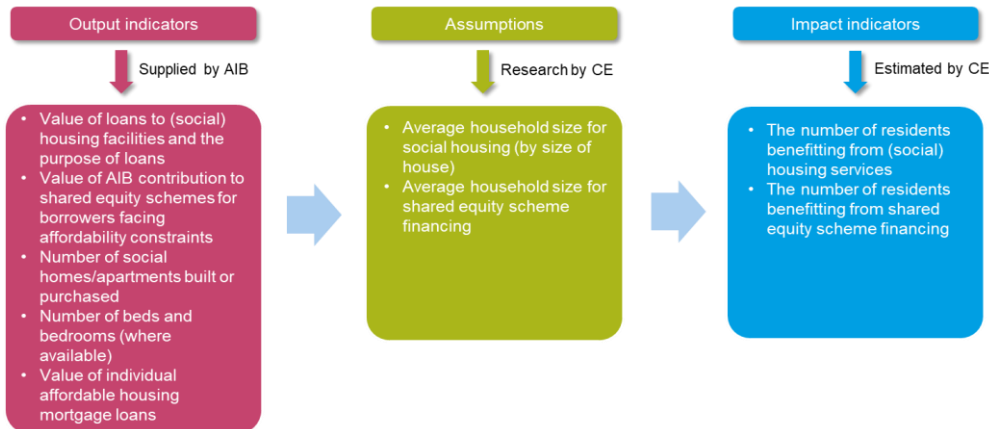 Output indicators
Supplied by AIB
• Value of loans to (social)
housing facilities and the
purpose of loans
• Value of AIB contribution to
shared equity schemes for
borrowers facing
affordability constraints
• Number of social
homes/apartments built or
purchased
• Number of beds and
bedrooms (where
available)
• Value of individual
affordable housing
mortgage loans
Assumptions
Research by CE
• Average household size for
social housing (by size of
house)
• Average household size for
shared equity scheme
financing
Impact indicators
Estimated by CE
• The number of residents
benefitting from (social)
housing services
• The number of residents
benefitting from shared
equity scheme financing